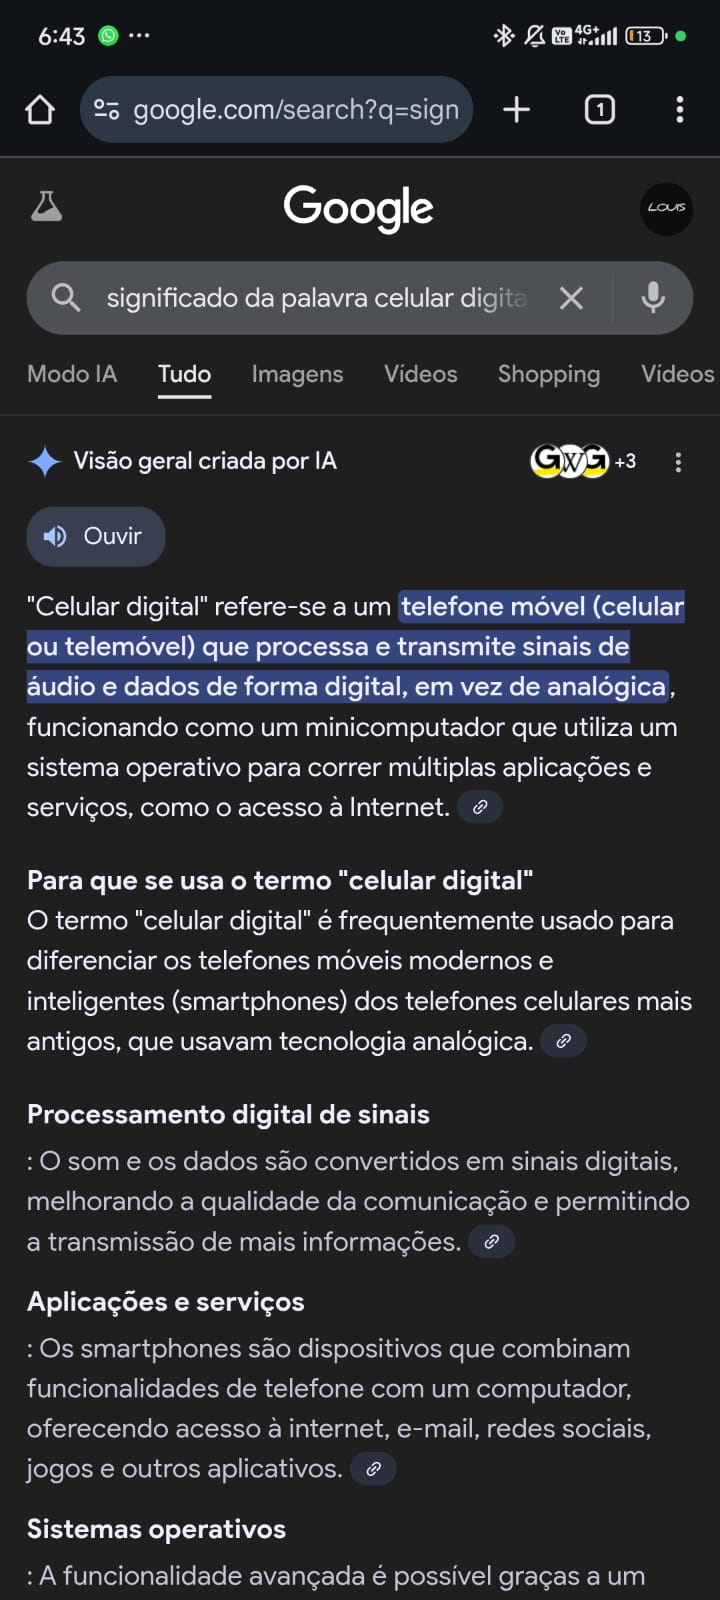 6:43
Vo LTE 4G+ 13
google.com/search?q=sign
1
Google
LOUIS
significado da palavra celular digita
Modo IA Tudo Imagens Vídeos Shopping Vídeos
Visão geral criada por IA
GWG +3
Ouvir
"Celular digital" refere-se a um telefone móvel (celular
ou telemóvel) que processa e transmite sinais de
áudio e dados de forma digital, em vez de analógica,
funcionando como um minicomputador que utiliza um
sistema operativo para correr múltiplas aplicações e
serviços, como o acesso à Internet.
Para que se usa o termo "celular digital"
O termo "celular digital" é frequentemente usado para
diferenciar os telefones móveis modernos e
inteligentes (smartphones) dos telefones celulares mais
antigos, que usavam tecnologia analógica.
Processamento digital de sinais
: O som e os dados são convertidos em sinais digitais,
melhorando a qualidade da comunicação e permitindo
a transmissão de mais informações.
Aplicações e serviços
: Os smartphones são dispositivos que combinam
funcionalidades de telefone com um computador,
oferecendo acesso à internet, e-mail, redes sociais,
jogos e outros aplicativos.
Sistemas operativos
: A funcionalidade avançada é possível graças a um